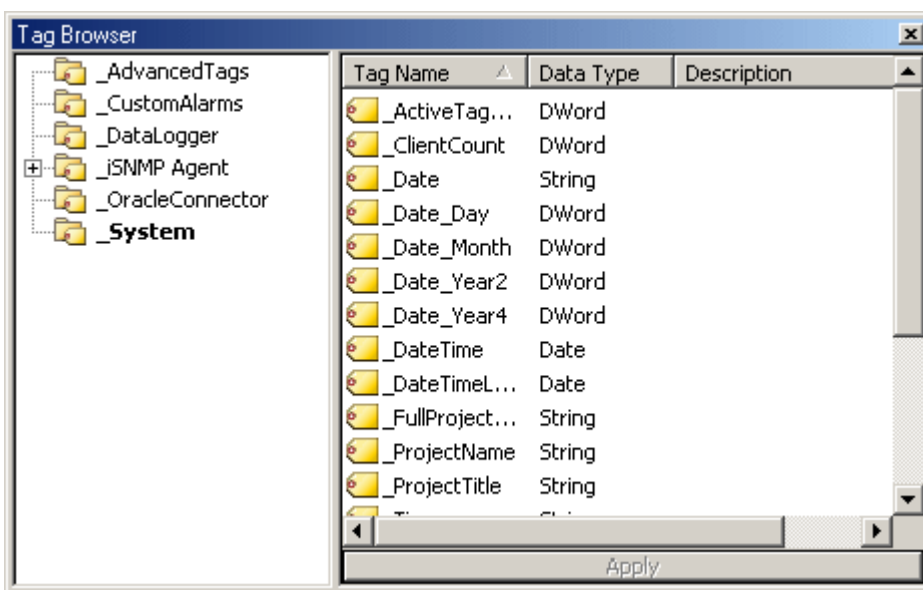 Tag Browser
_AdvancedTags
_CustomAlarms
_DataLogger
_iSNMP Agent
_OracleConnector
_System
Tag Name Data Type Description
_ActiveTag... DWord
_ClientCount DWord
_Date String
_Date_Day DWord
_Date_Month DWord
_Date_Year2 DWord
_Date_Year4 DWord
_DateTime Date
_DateTimeL... Date
_FullProject... String
_ProjectName String
_ProjectTitle String
Apply